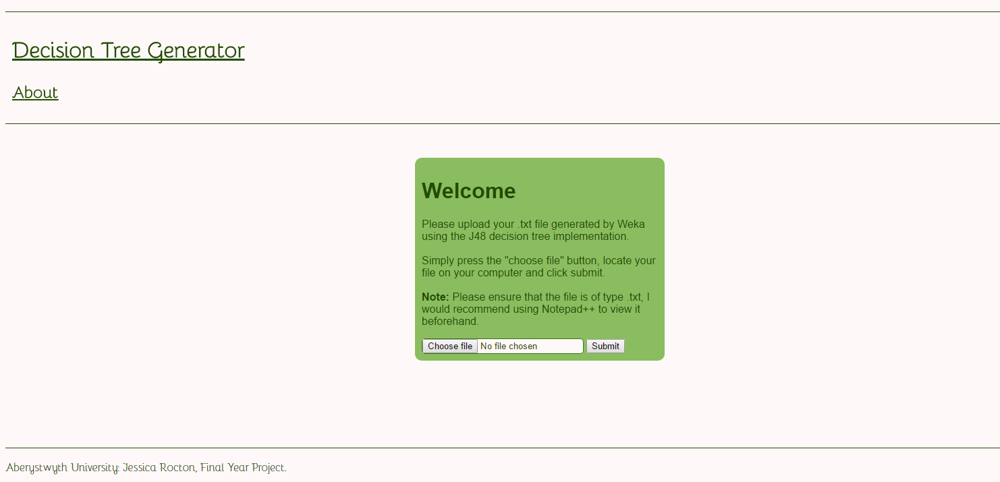 Decision Tree Generator
About
Welcome
Please upload your .txt file generated by Weka
using the J48 decision tree implementation.
Simply press the "choose file" button, locate your
file on your computer and click submit.
Note: Please ensure that the file is of type .txt, I
would recommend using Notepad++ to view it
beforehand.
Choose file No file chosen Submit
Aberystwyth University: Jessica Rocton, Final Year Project.